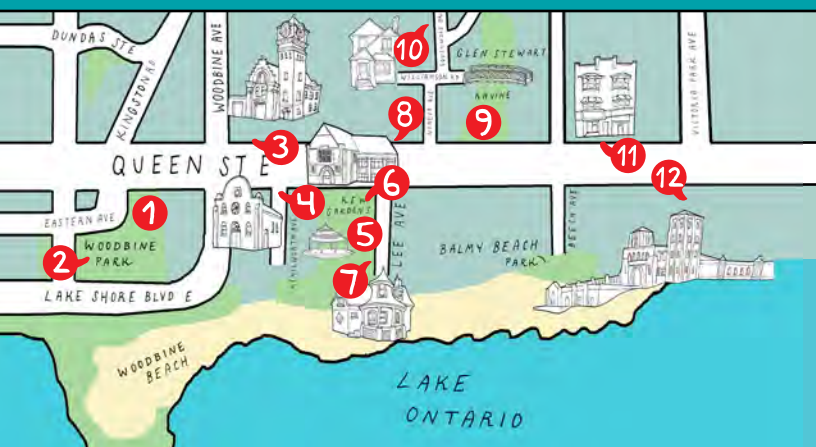 DUNDAS ST E
KINGSTON RD
WOODBINE AVE
10
WILLIAMSON RD
GLEN STEWART
RAVINE
9
VICTORIA PARK AVE
3
8
11
QUEEN ST E
1
EASTERN AVE
2
WOODBINE
PARK
LAKE SHORE BLVD E
4
KENILWORTH AVE
KEW
GARDENS
6
5
7
LEE AVE
BALMY BEACH
PARK
BEECH AVE
12
WOODBINE
BEACH
LAKE
ONTARIO